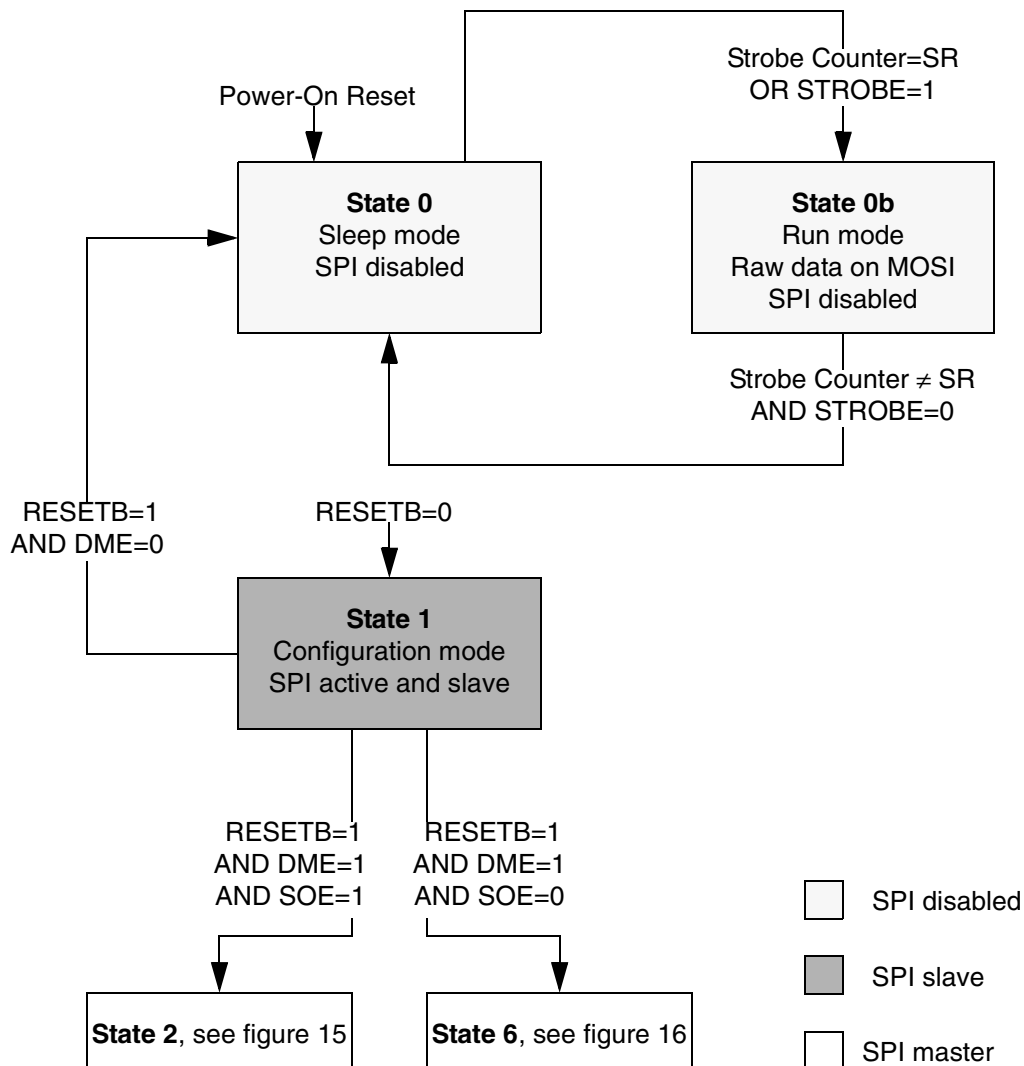 Strobe Counter=SR
OR STROBE=1
Power-On Reset
State 0
Sleep mode
SPI disabled
State 0b
Run mode
Raw data on MOSI
SPI disabled
Strobe Counter ≠ SR
AND STROBE=0
RESETB=1
AND DME=0
RESETB=0
State 1
Configuration mode
SPI active and slave
RESETB=1
AND DME=1
AND SOE=1
RESETB=1
AND DME=1
AND SOE=0
State 2, see figure 15
State 6, see figure 16
SPI disabled
SPI slave
SPI master